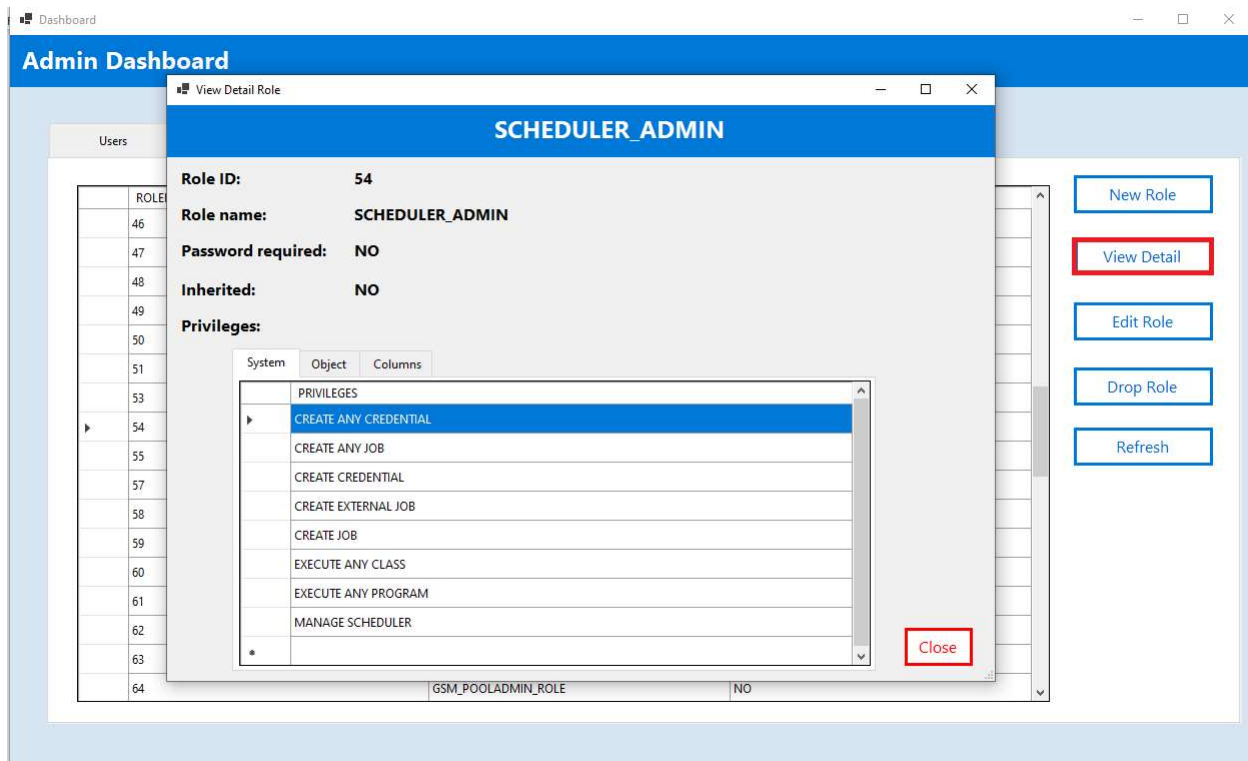 Dashboard
Admin Dashboard
View Detail Role
SCHEDULER_ADMIN
Users
Role ID: 54
Role name: SCHEDULER_ADMIN
Password required: NO
Inherited: NO
Privileges:
System Object Columns
PRIVILEGES
CREATE ANY CREDENTIAL
CREATE ANY JOB
CREATE CREDENTIAL
CREATE EXTERNAL JOB
CREATE JOB
EXECUTE ANY CLASS
EXECUTE ANY PROGRAM
MANAGE SCHEDULER
Close
46
47
48
49
50
51
53
54
55
57
58
59
60
61
62
63
64 GSM_POOLADMIN_ROLE NO
New Role
View Detail
Edit Role
Drop Role
Refresh